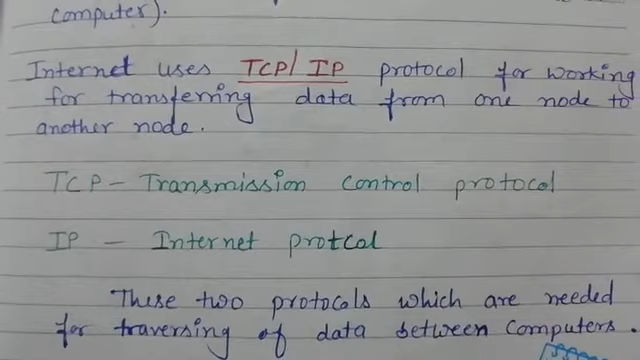 computer).
Internet uses TCP/IP protocol for working
for transferring data from one node to
another node.
TCP - Transmission control protocol
IP - Internet protcol
These two protocols which are needed
for traversing of data between computers.